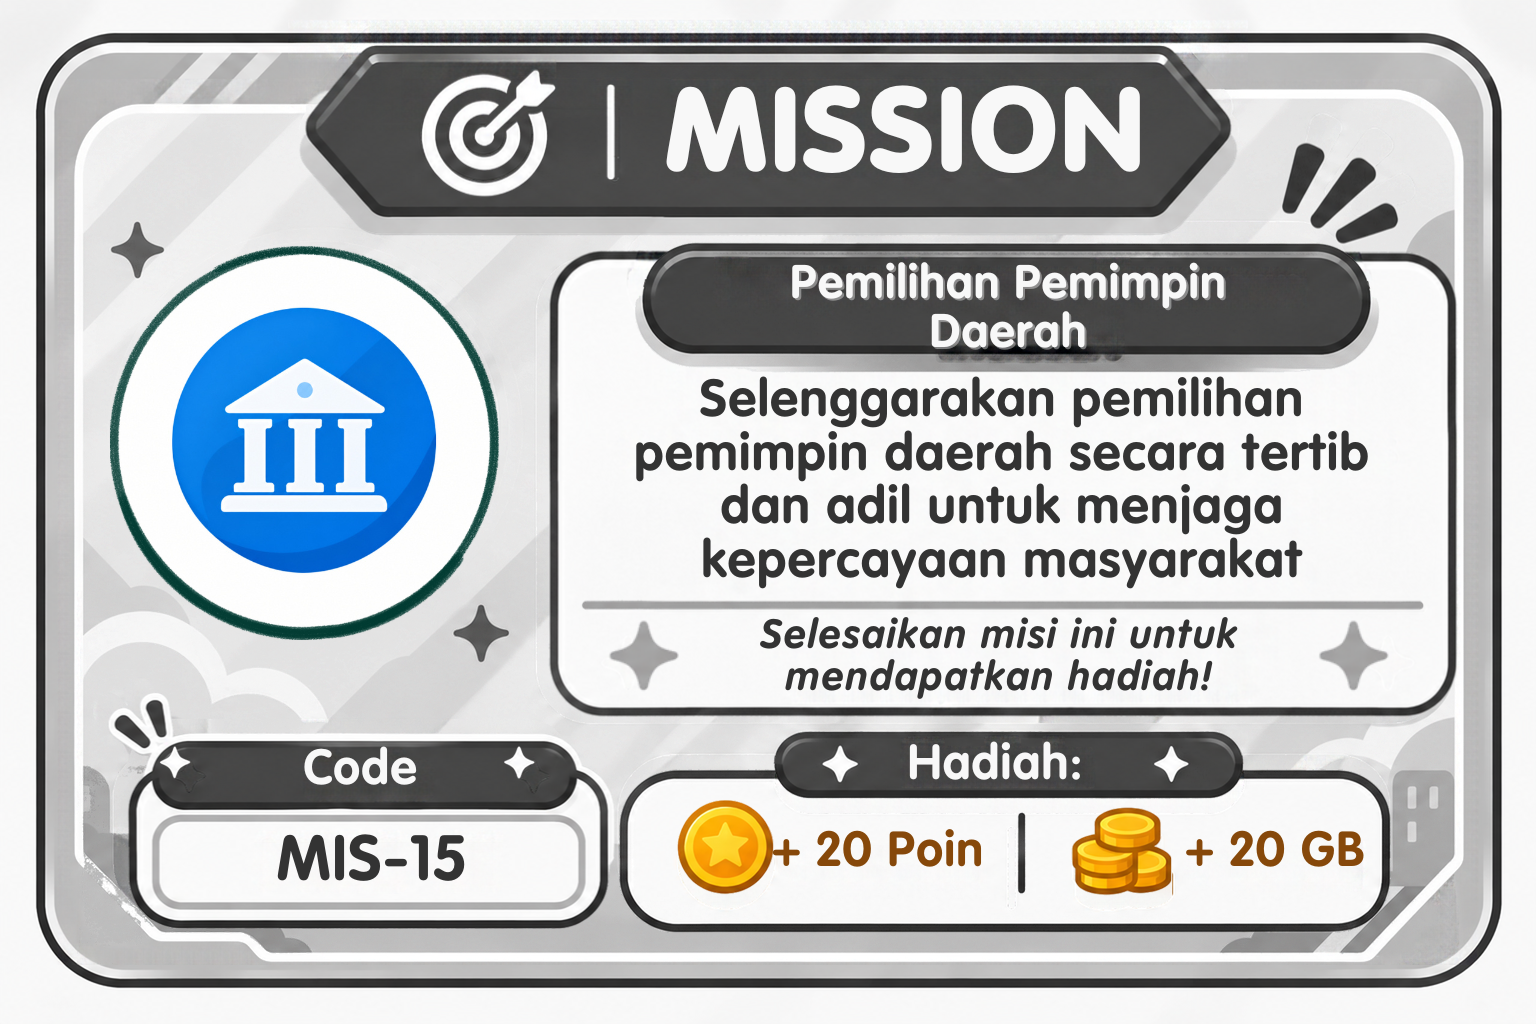 MISSION
Pemilihan Pemimpin
Daerah
Selenggarakan pemilihan
pemimpin daerah secara tertib
dan adil untuk menjaga
kepercayaan masyarakat
Selesaikan misi ini untuk
mendapatkan hadiah!
Code
MIS-15
Hadiah:
+ 20 Poin
+ 20 GB